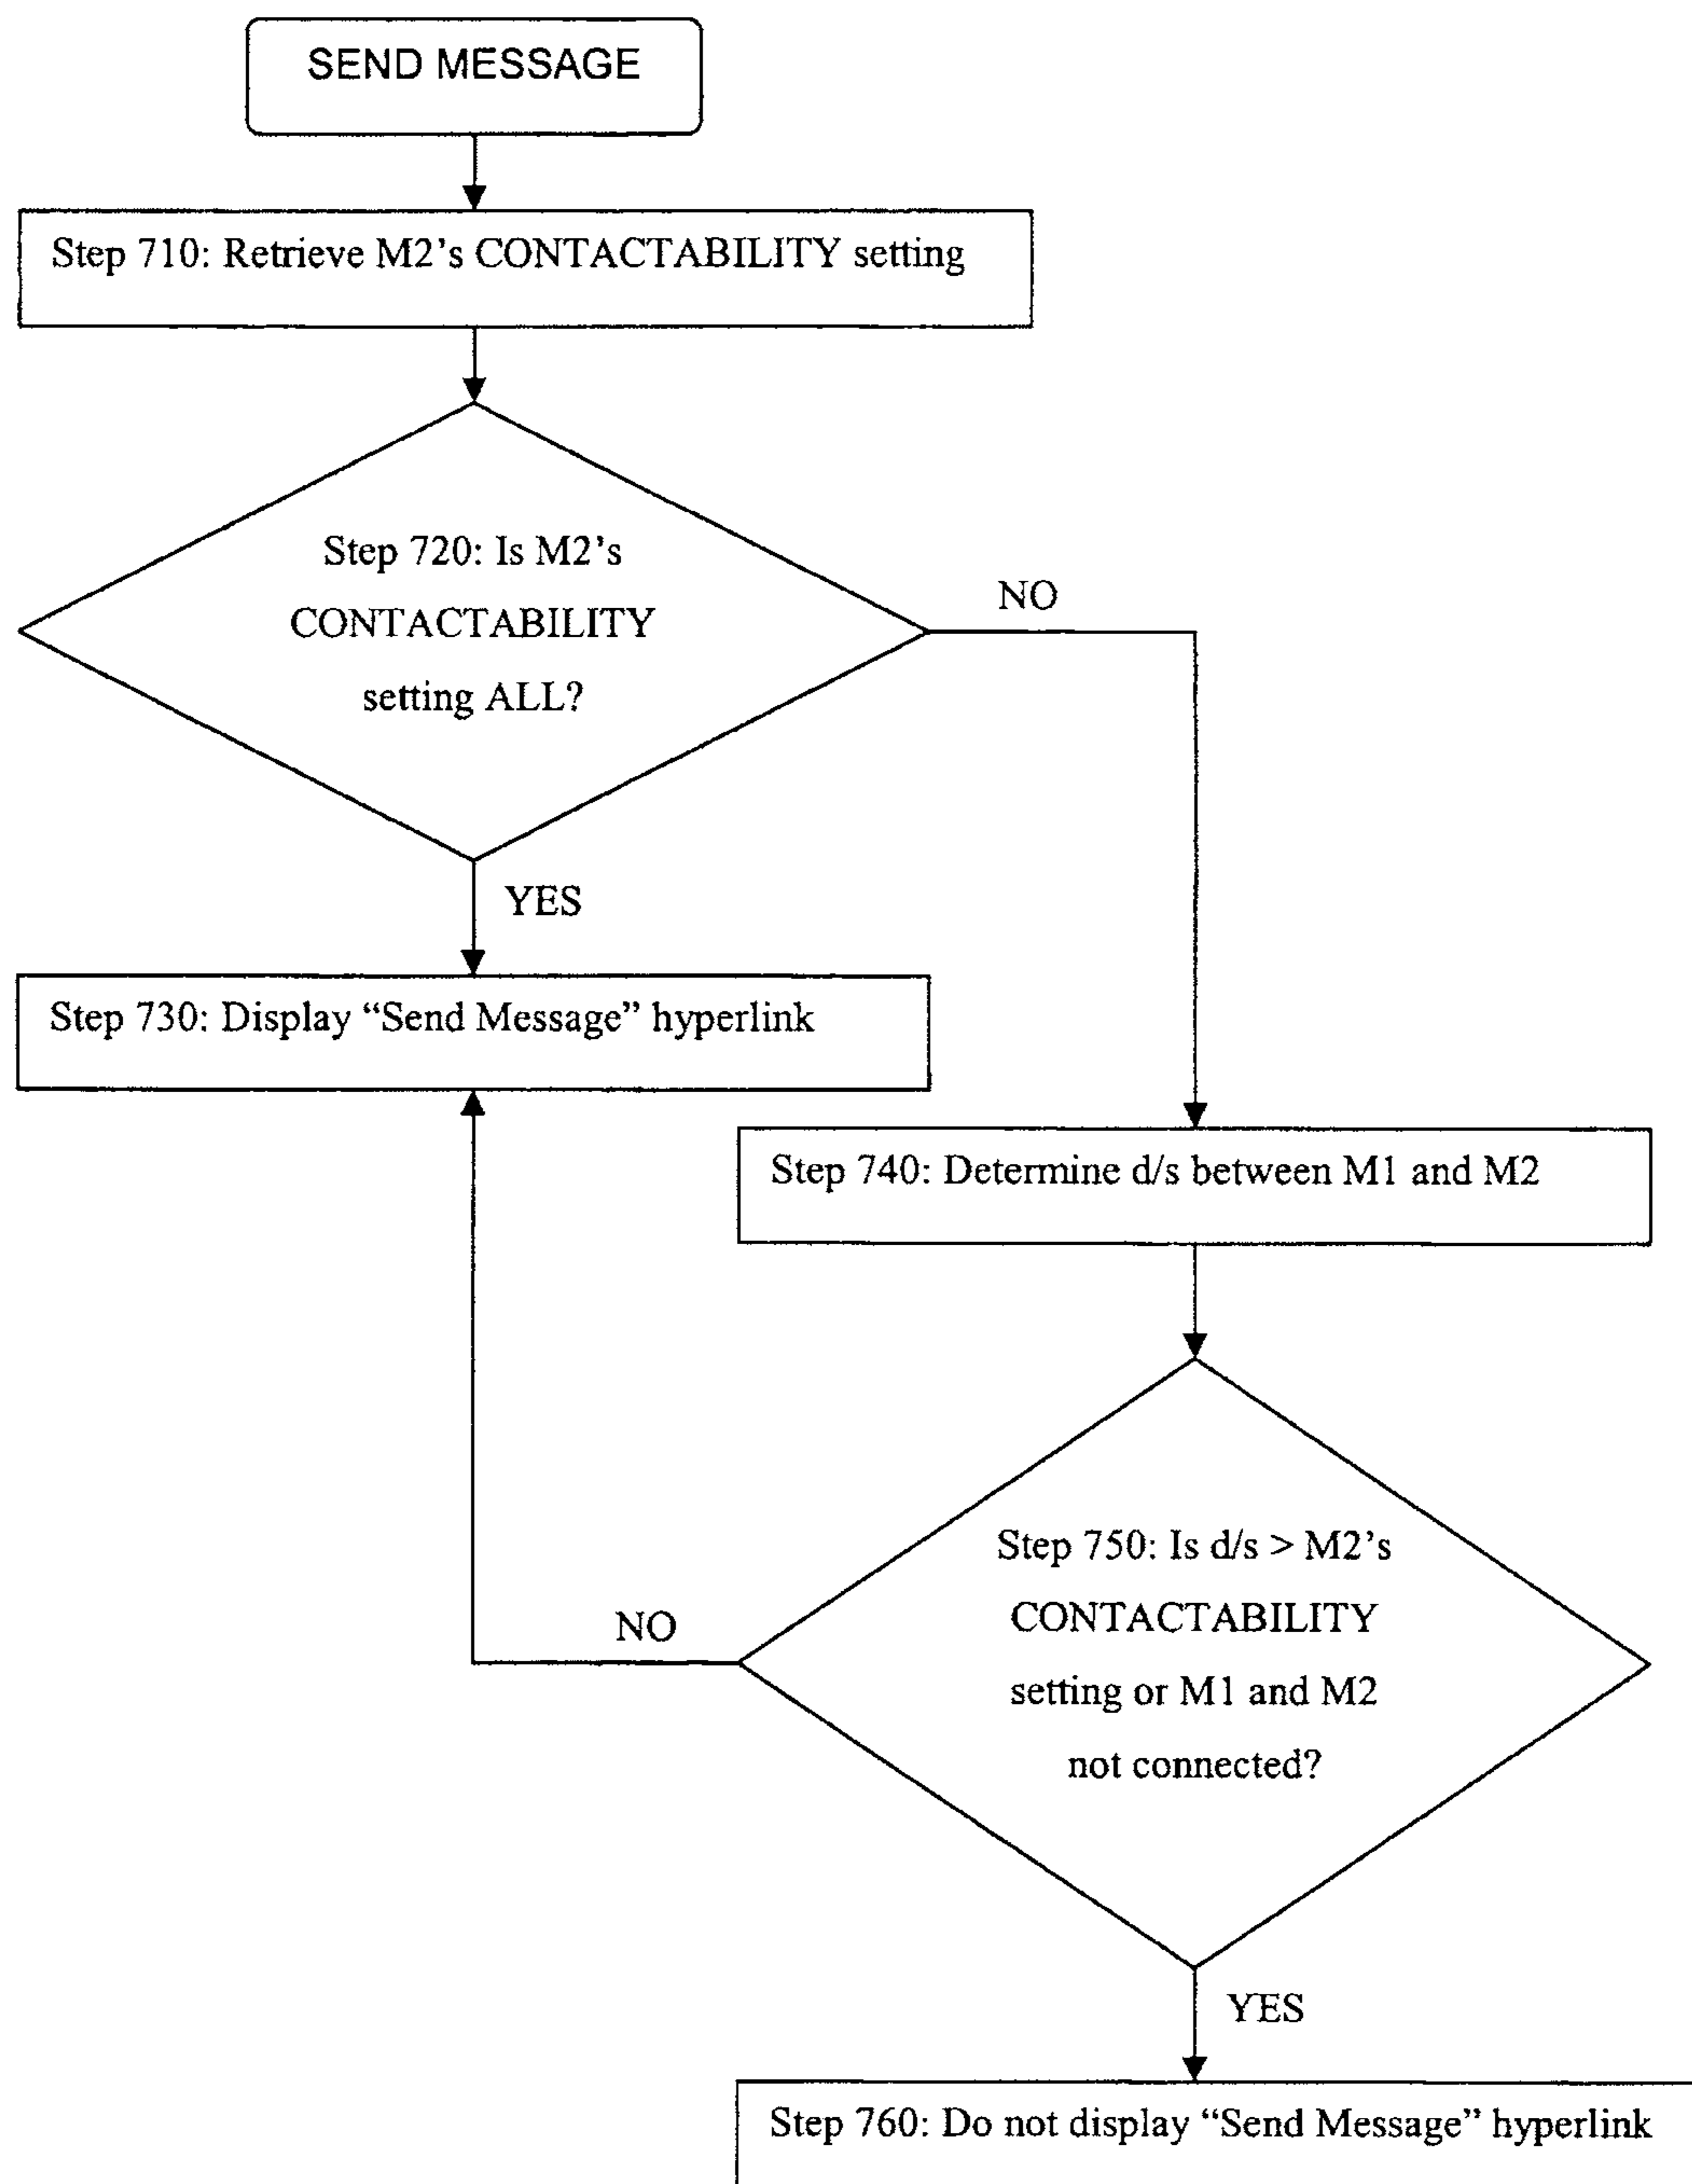 SEND MESSAGE
Step 710: Retrieve M2's CONTACTABILITY setting
Step 720: Is M2's
CONTACTABILITY
setting ALL?
NO
YES
Step 730: Display “Send Message” hyperlink
Step 740: Determine d/s between M1 and M2
Step 750: Is d/s > M2's
CONTACTABILITY
setting or M1 and M2
not connected?
NO
YES
Step 760: Do not display “Send Message” hyperlink